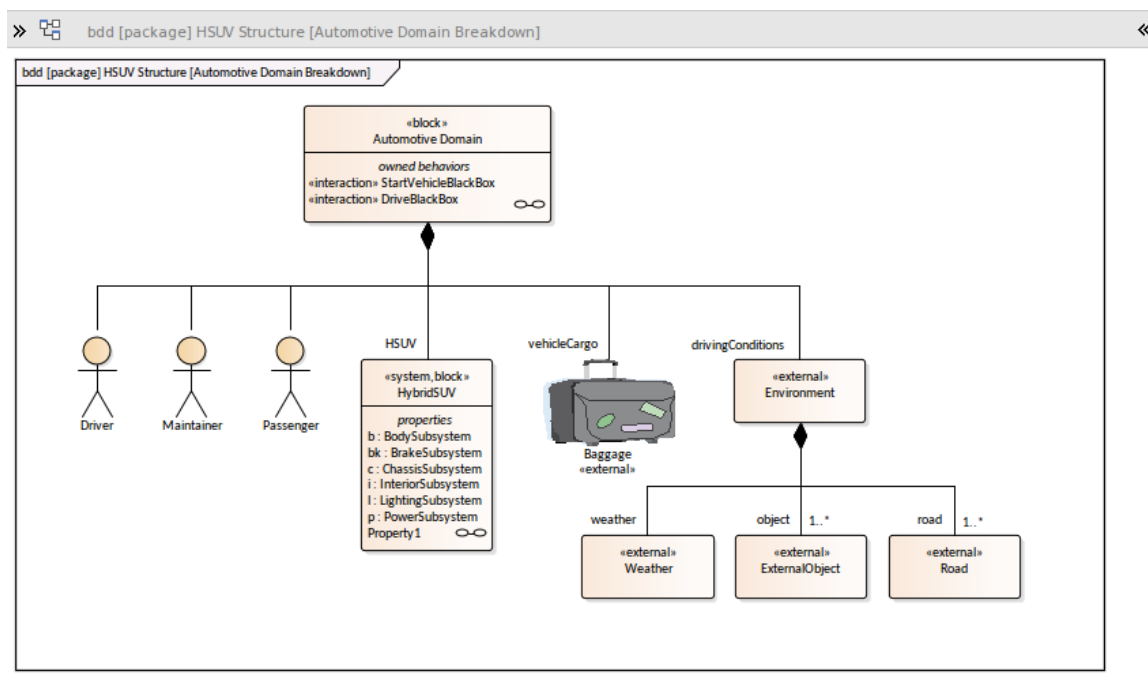 bdd [package] HSUV Structure [Automotive Domain Breakdown]
bdd [package] HSUV Structure [Automotive Domain Breakdown]
«block»
Automotive Domain
owned behaviors
«interaction» StartVehicleBlackBox
«interaction» DriveBlackBox
Driver
Maintainer
Passenger
HSUV
«system,block»
HybridSUV
properties
b : BodySubsystem
bk : BrakeSubsystem
c : ChassisSubsystem
i : InteriorSubsystem
l : LightingSubsystem
p : PowerSubsystem
Property1
vehicleCargo
Baggage
«external»
drivingConditions
«external»
Environment
weather
«external»
Weather
object 1..*
«external»
ExternalObject
road 1..*
«external»
Road